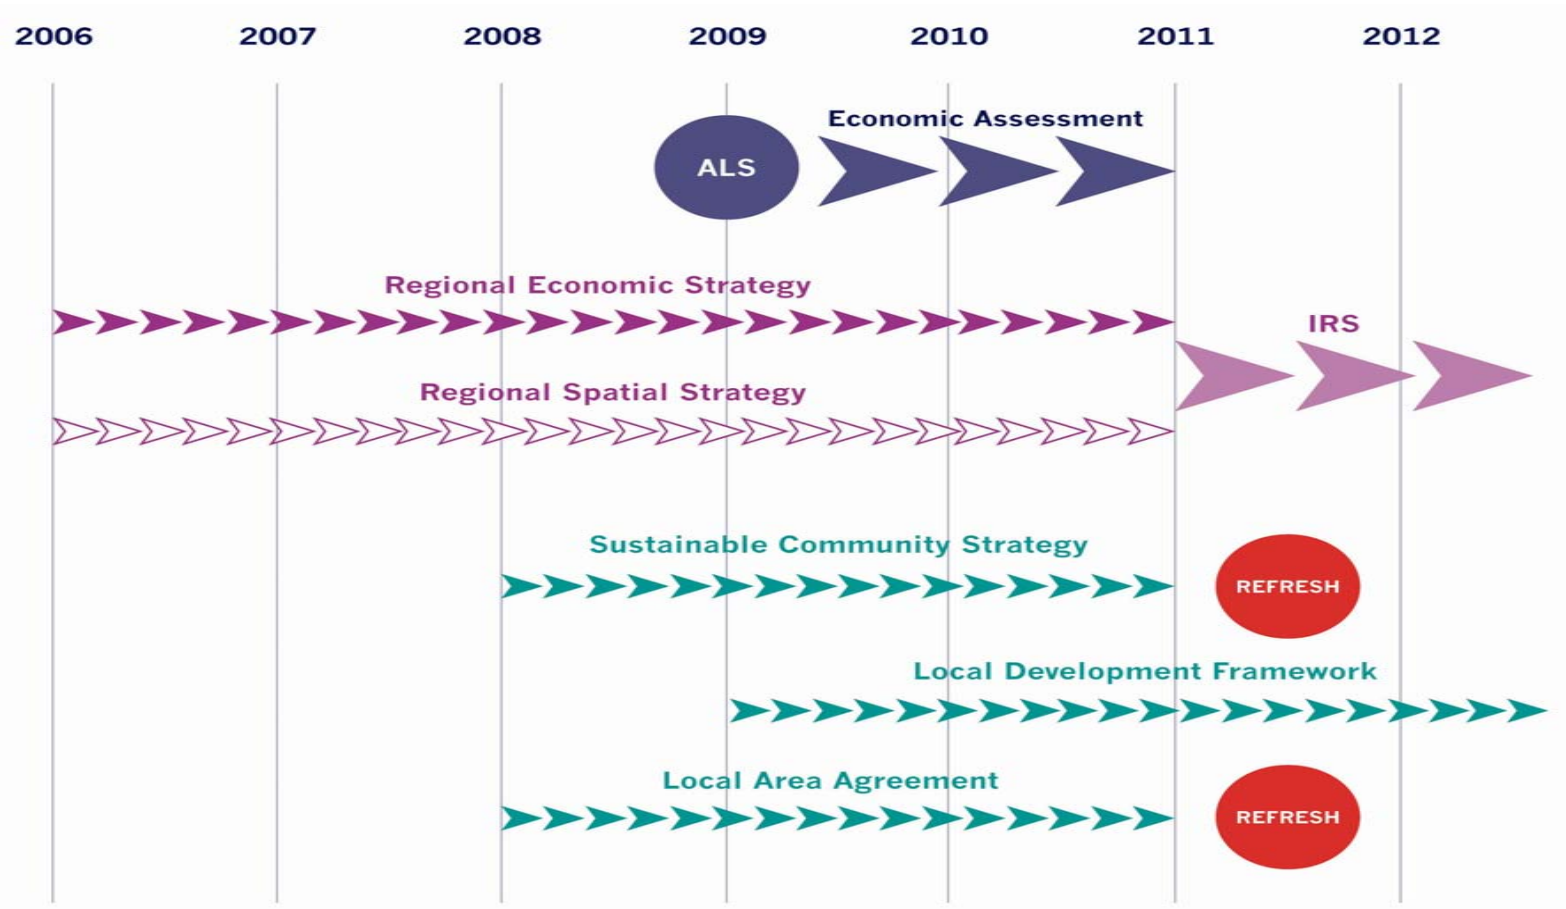 2006 2007 2008 2009 2010 2011 2012
Economic Assessment
ALS
Regional Economic Strategy
IRS
Regional Spatial Strategy
Sustainable Community Strategy
REFRESH
Local Development Framework
Local Area Agreement
REFRESH